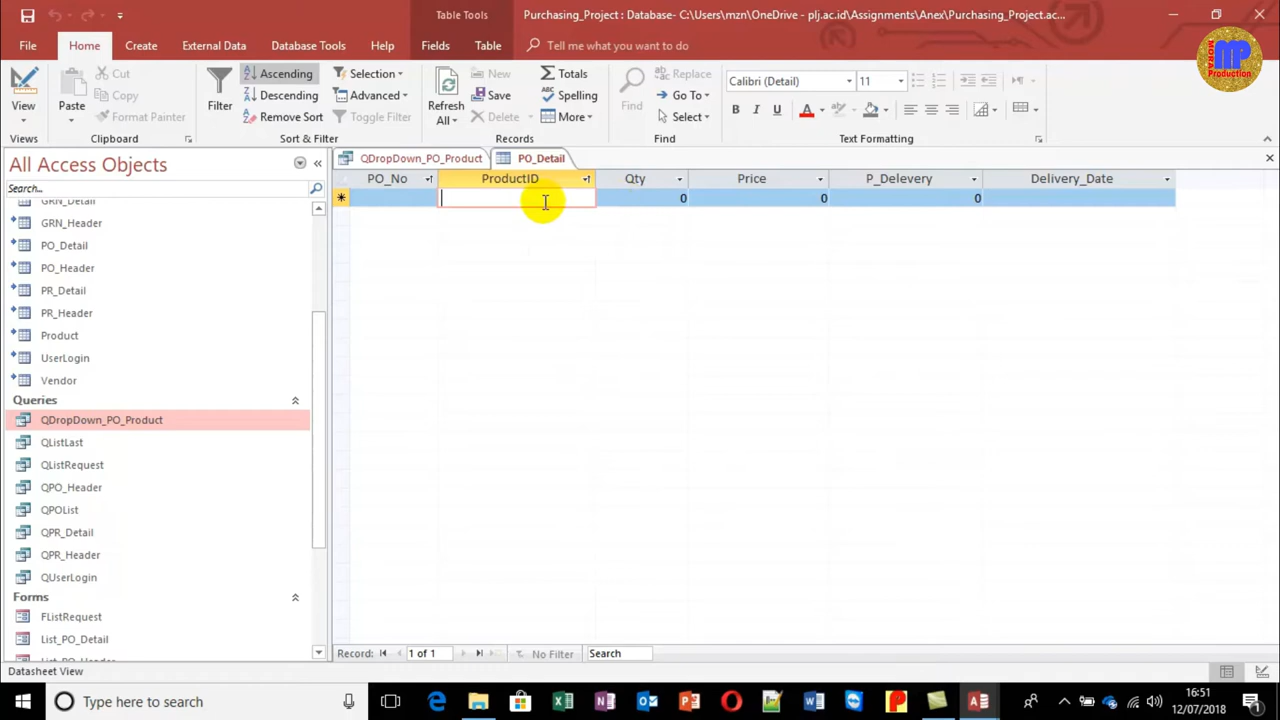 Table Tools
Purchasing_Project : Database- C:\Users\mzn\OneDrive - plj.ac.id\Assignments\Anex\Purchasing_Project.ac...
File
Home
Create
External Data
Database Tools
Help
Fields
Table
Tell me what you want to do
MORA
MP
Production
View
Views
Paste
Cut
Copy
Format Painter
Clipboard
Filter
Ascending
Descending
Remove Sort
Selection
Advanced
Toggle Filter
Sort & Filter
Refresh
All
New
Save
Delete
Totals
Spelling
More
Records
Find
Replace
Go To
Select
Find
Calibri (Detail)
11
B I U
Text Formatting
All Access Objects
Search...
GRN_Detail
GRN_Header
PO_Detail
PO_Header
PR_Detail
PR_Header
Product
UserLogin
Vendor
Queries
QDropDown_PO_Product
QListLast
QListRequest
QPO_Header
QPOList
QPR_Detail
QPR_Header
QUserLogin
Forms
FListRequest
List_PO_Detail
List_PO_Header
QDropDown_PO_Product
PO_Detail
PO_No ProductID Qty Price P_Delevery Delivery_Date
0 0 0
Record: 1 of 1 No Filter Search
Datasheet View
Type here to search
16:51
12/07/2018